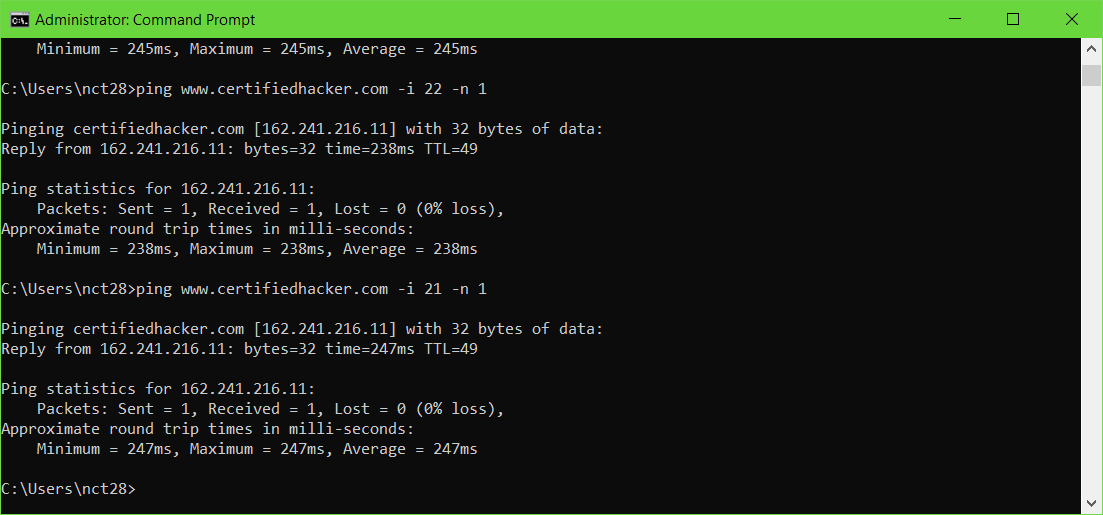 Administrator: Command Prompt
    Minimum = 245ms, Maximum = 245ms, Average = 245ms
C:\Users\nct28>ping www.certifiedhacker.com -i 22 -n 1
Pinging certifiedhacker.com [162.241.216.11] with 32 bytes of data:
Reply from 162.241.216.11: bytes=32 time=238ms TTL=49
Ping statistics for 162.241.216.11:
    Packets: Sent = 1, Received = 1, Lost = 0 (0% loss),
Approximate round trip times in milli-seconds:
    Minimum = 238ms, Maximum = 238ms, Average = 238ms
C:\Users\nct28>ping www.certifiedhacker.com -i 21 -n 1
Pinging certifiedhacker.com [162.241.216.11] with 32 bytes of data:
Reply from 162.241.216.11: bytes=32 time=247ms TTL=49
Ping statistics for 162.241.216.11:
    Packets: Sent = 1, Received = 1, Lost = 0 (0% loss),
Approximate round trip times in milli-seconds:
    Minimum = 247ms, Maximum = 247ms, Average = 247ms
C:\Users\nct28>